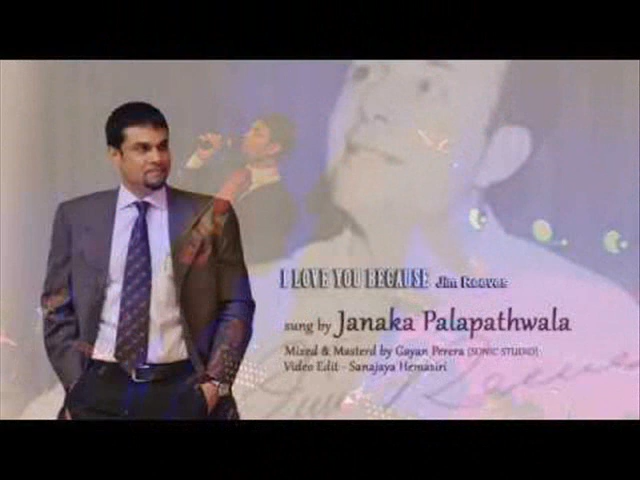 I LOVE YOU BECAUSE Jim Reeves
sung by Janaka Palapathwala
Mixed & Masterd by Gayan Perera (SONIC STUDIO)
Video Edit - Sanajaya Hemasiri